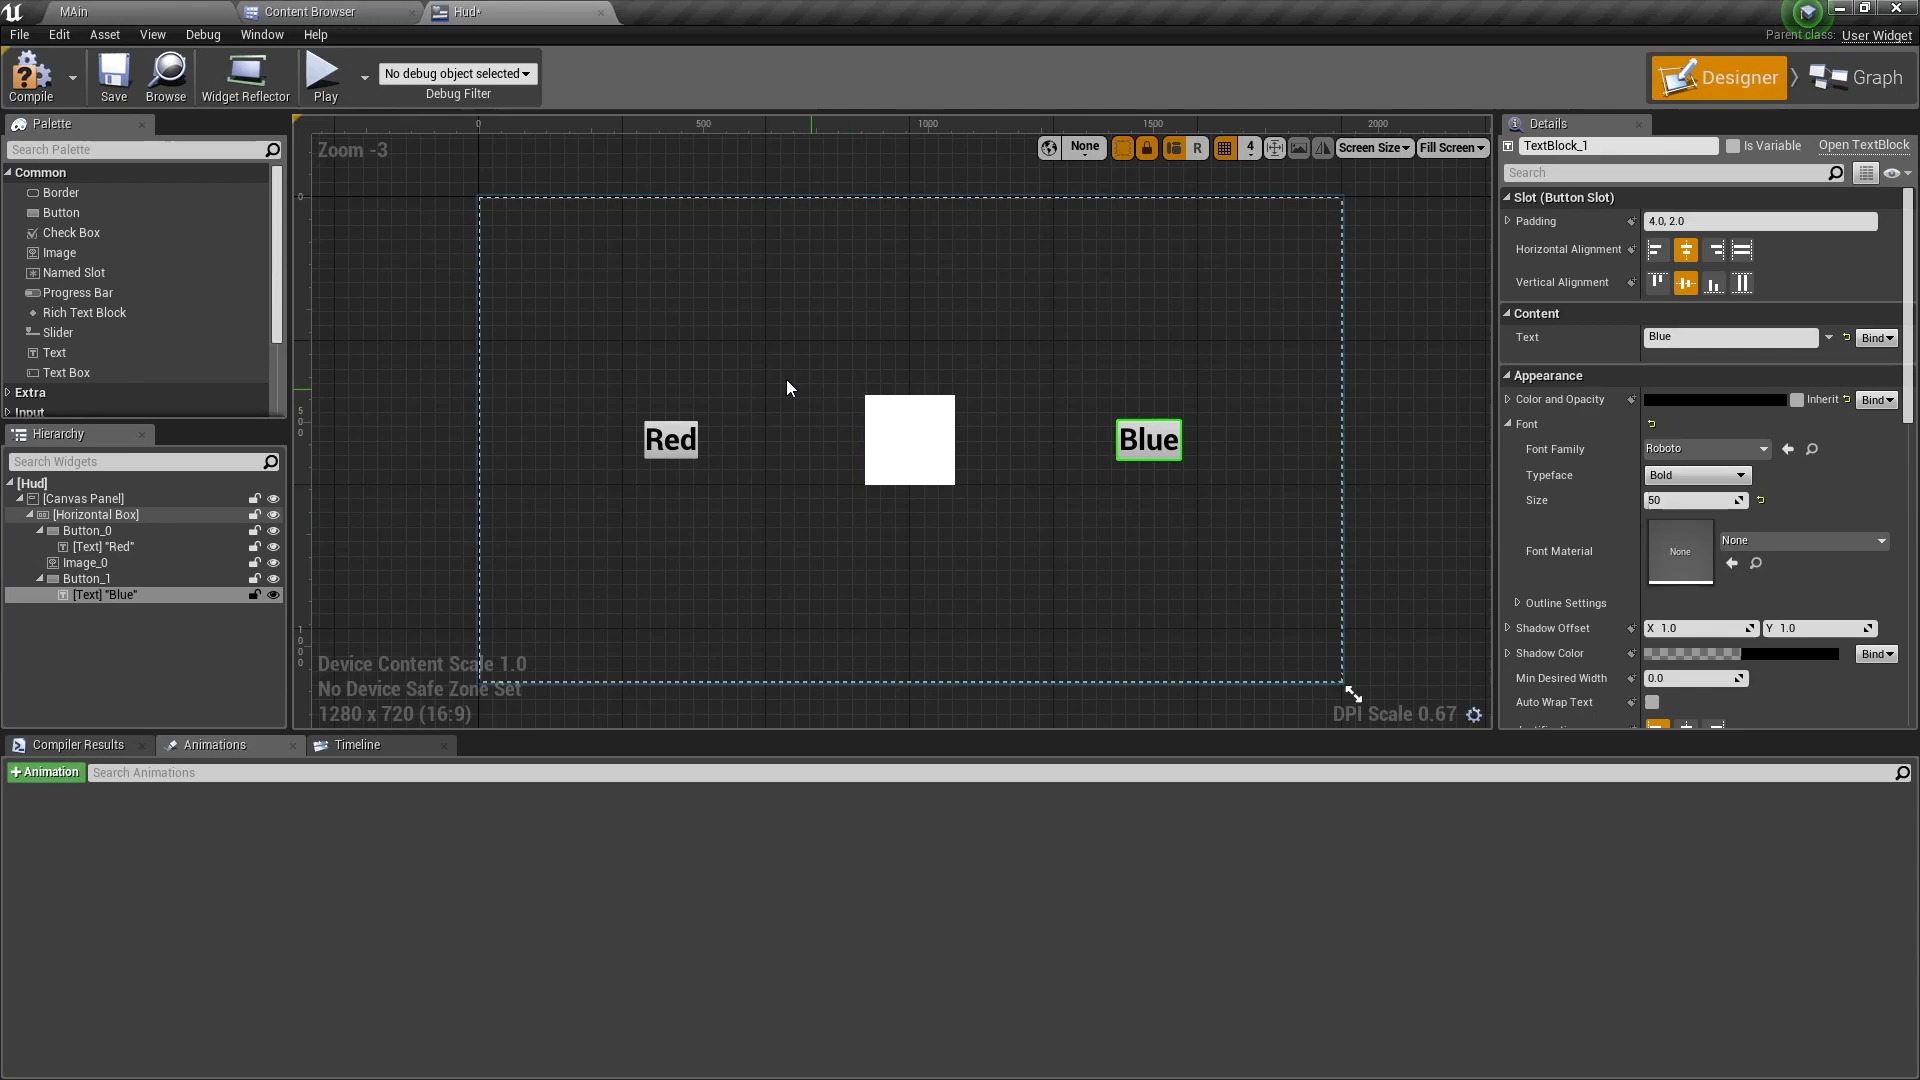 MAin
Content Browser
Hud*
File Edit Asset View Debug Window Help
Parent class: User Widget
Compile
Save
Browse
Widget Reflector
Play
No debug object selected
Debug Filter
Designer
Graph
Palette
Search Palette
Common
Border
Button
Check Box
Image
Named Slot
Progress Bar
Rich Text Block
Slider
Text
Text Box
Extra
Input
Hierarchy
Search Widgets
[Hud]
[Canvas Panel]
[Horizontal Box]
Button_0
[Text] "Red"
Image_0
Button_1
[Text] "Blue"
0 500 1000 1500 2000
Zoom -3
None R 4 Screen Size Fill Screen
0
500
1000
Red
Blue
Device Content Scale 1.0
No Device Safe Zone Set
1280 x 720 (16:9)
DPI Scale 0.67
Details
TextBlock_1 Is Variable Open TextBlock
Search
Slot (Button Slot)
Padding 4.0, 2.0
Horizontal Alignment
Vertical Alignment
Content
Text Blue Bind
Appearance
Color and Opacity Inherit Bind
Font
Font Family Roboto
Typeface Bold
Size 50
Font Material None None
Outline Settings
Shadow Offset X 1.0 Y 1.0
Shadow Color Bind
Min Desired Width 0.0
Auto Wrap Text
Compiler Results
Animations
Timeline
+Animation
Search Animations